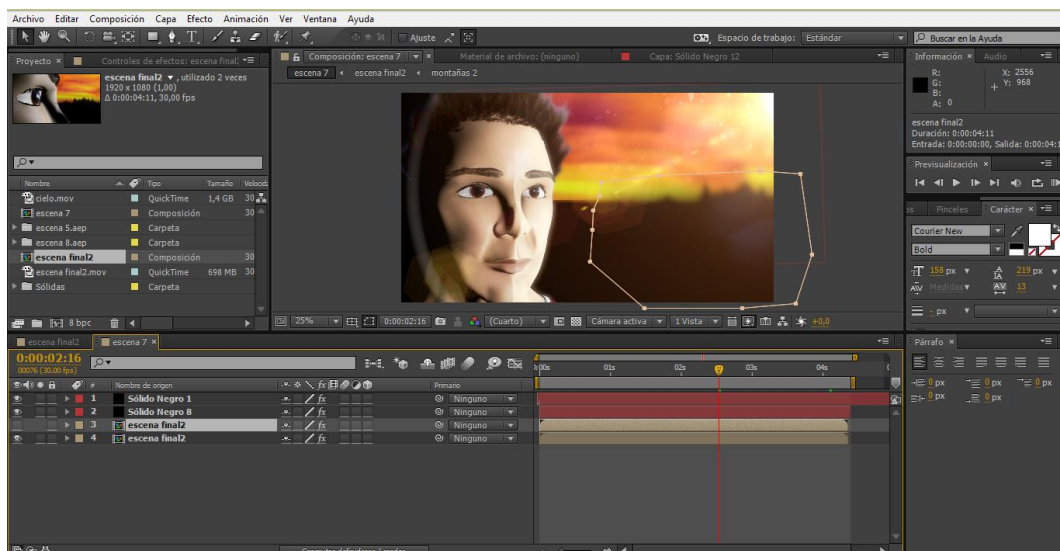 Archivo Editar Composición Capa Efecto Animación Ver Ventana Ayuda
Ajuste
Espacio de trabajo: Estándar
Buscar en la Ayuda
Proyecto
Controles de efectos: escena final
escena final2 , utilizado 2 veces
1920 x 1080 (1,00)
Δ 0:00:04:11, 30,00 fps
Nombre Tipo Tamaño Velocid
cielo.mov QuickTime 1,4 GB 30
escena 7 Composición 30
escena 5.aep Carpeta
escena 8.aep Carpeta
escena final2 Composición 30
escena final2.mov QuickTime 698 MB 30
Sólidas Carpeta
8 bpc
Composición: escena 7
Material de archivo: (ninguno)
Capa: Sólido Negro 12
escena 7 escena final2 montañas 2
25% 0:00:02:16 (Cuarto) Cámara activa 1 Vista +0,0
Información Audio
R: X: 2556
G: Y: 968
B:
A: 0
escena final2
Duración: 0:00:04:11
Entrada: 0:00:00:00, Salida: 0:00:04:1
Previsualización
Pinceles Carácter
Courier New
Bold
158 px 219 px
Medidas 13
- px
Párrafo
0 px 0 px 0 px
0 px 0 px
escena final2 escena 7
0:00:02:16
00076 (30.00 fps)
# Nombre de origen Primario
1 Sólido Negro 1 Ninguno
2 Sólido Negro 8 Ninguno
3 escena final2 Ninguno
4 escena final2 Ninguno
01s 02s 03s 04s